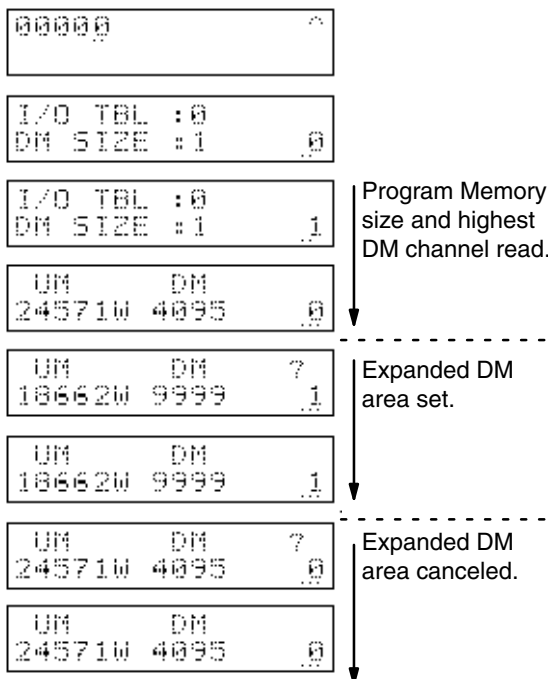 00000 ^
I/O TBL :0
DM SIZE :1 0
I/O TBL :0
DM SIZE :1 1
Program Memory
size and highest
DM channel read.
UM DM
24571W 4095 0
UM DM ?
18662W 9999 1
Expanded DM
area set.
UM DM
18662W 9999 1
UM DM ?
24571W 4095 0
Expanded DM
area canceled.
UM DM
24571W 4095 0